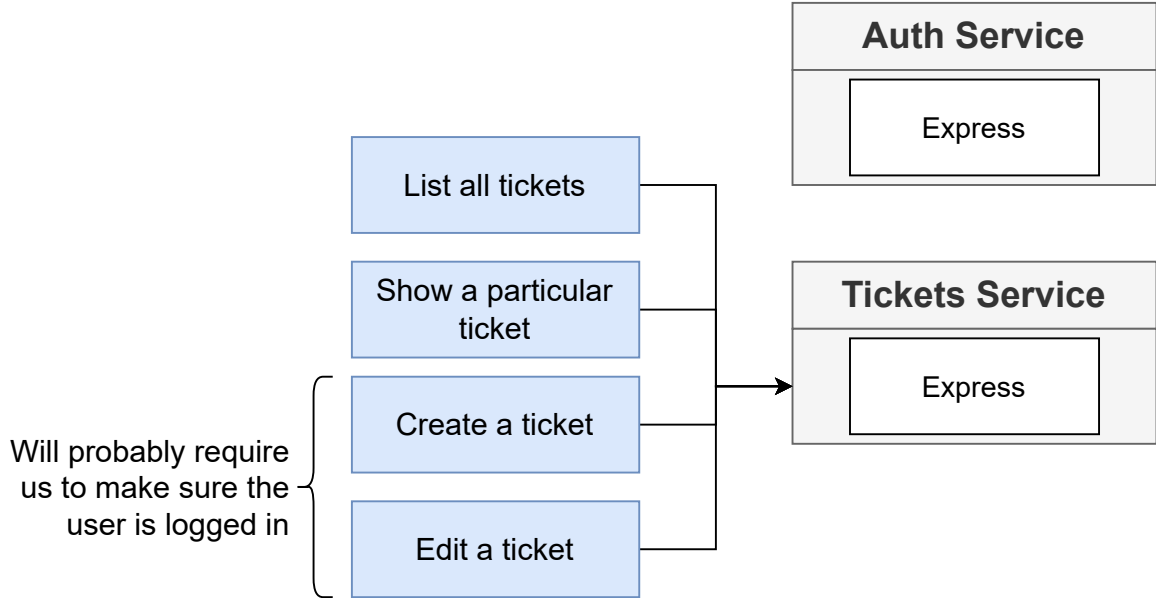 Auth Service
Express
List all tickets
Show a particular
ticket
Create a ticket
Edit a ticket
Will probably require
us to make sure the
user is logged in
Tickets Service
Express